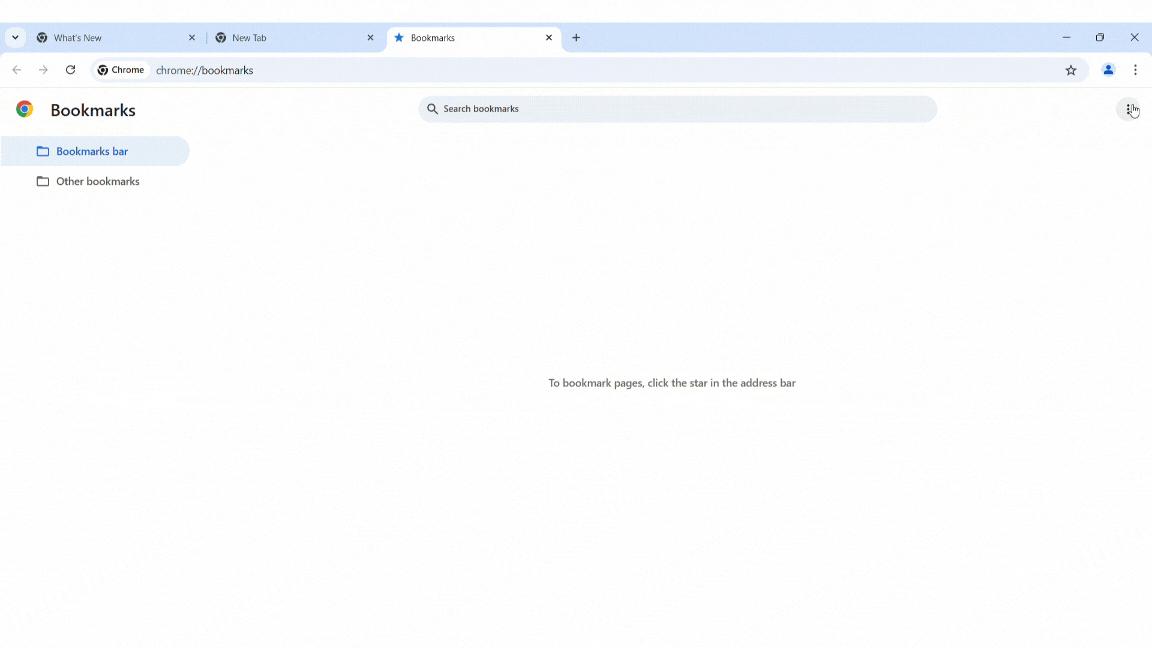 What's New
New Tab
Bookmarks
Chrome
chrome://bookmarks
Bookmarks
Search bookmarks
Bookmarks bar
Other bookmarks
To bookmark pages, click the star in the address bar